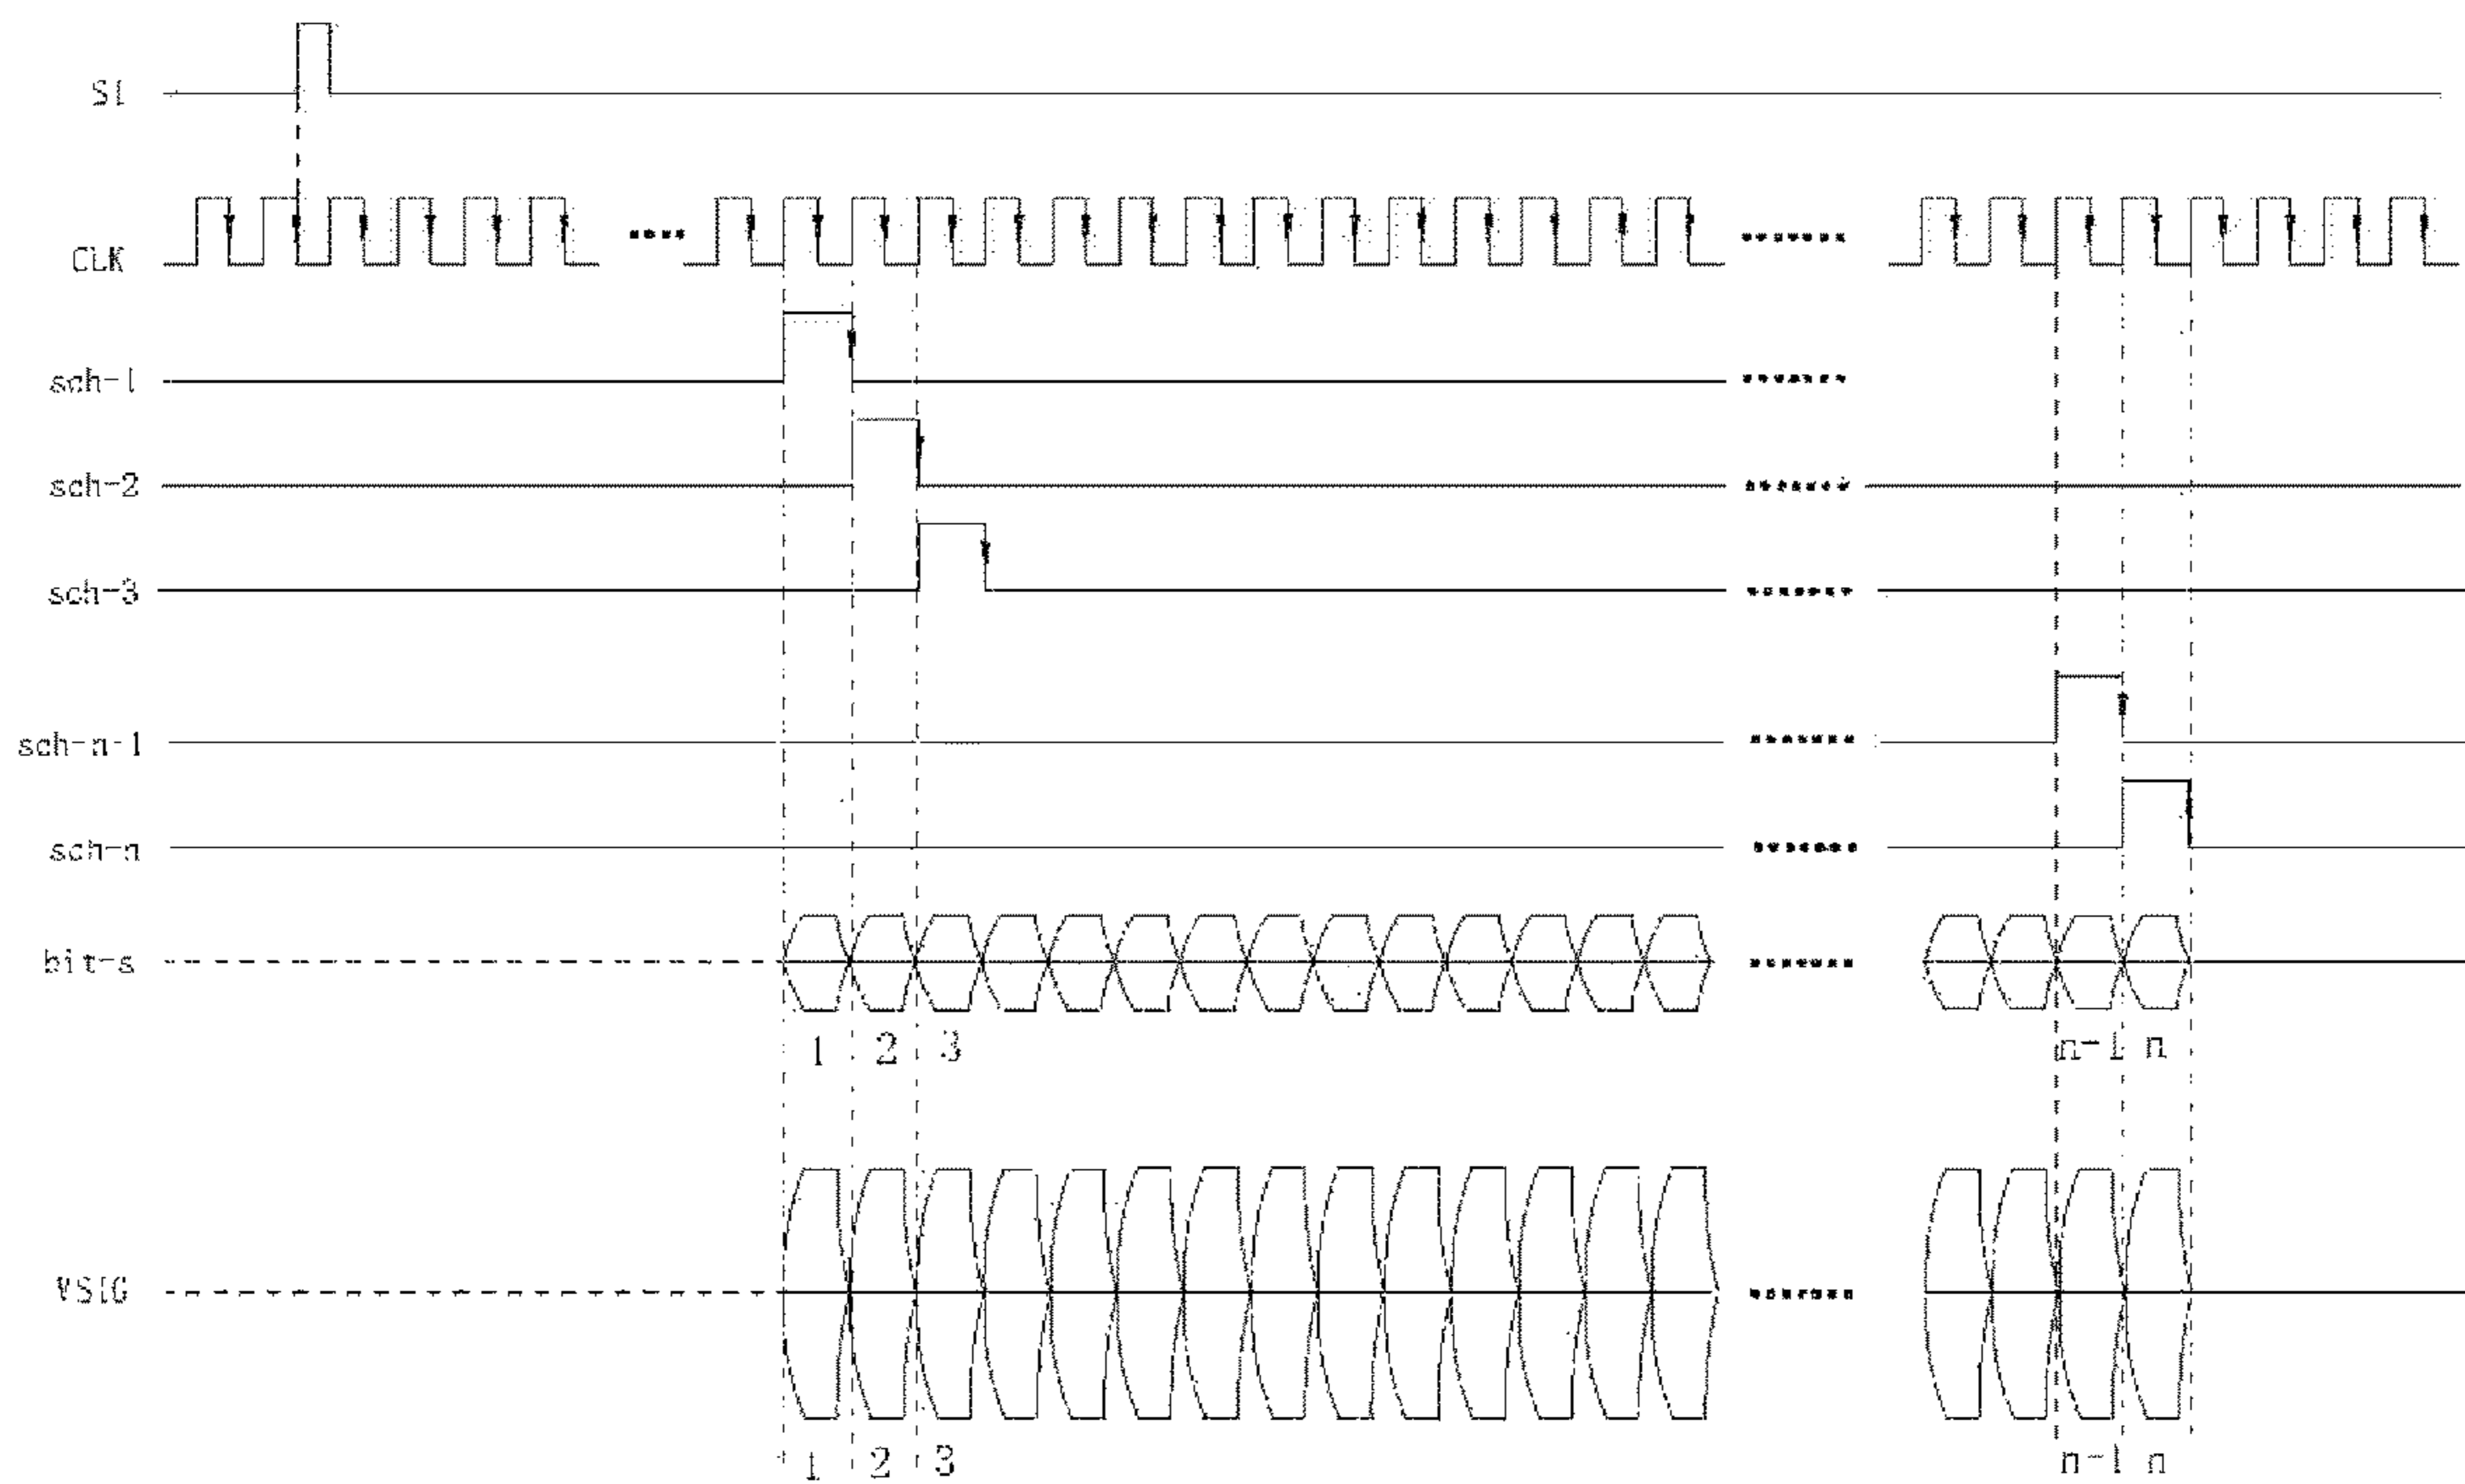 SI
CLK
sch-1
sch-2
sch-3
sch-n-1
sch-n
bit-s
1 2 3 n-1 n
VSIG
1 2 3 n-1 n